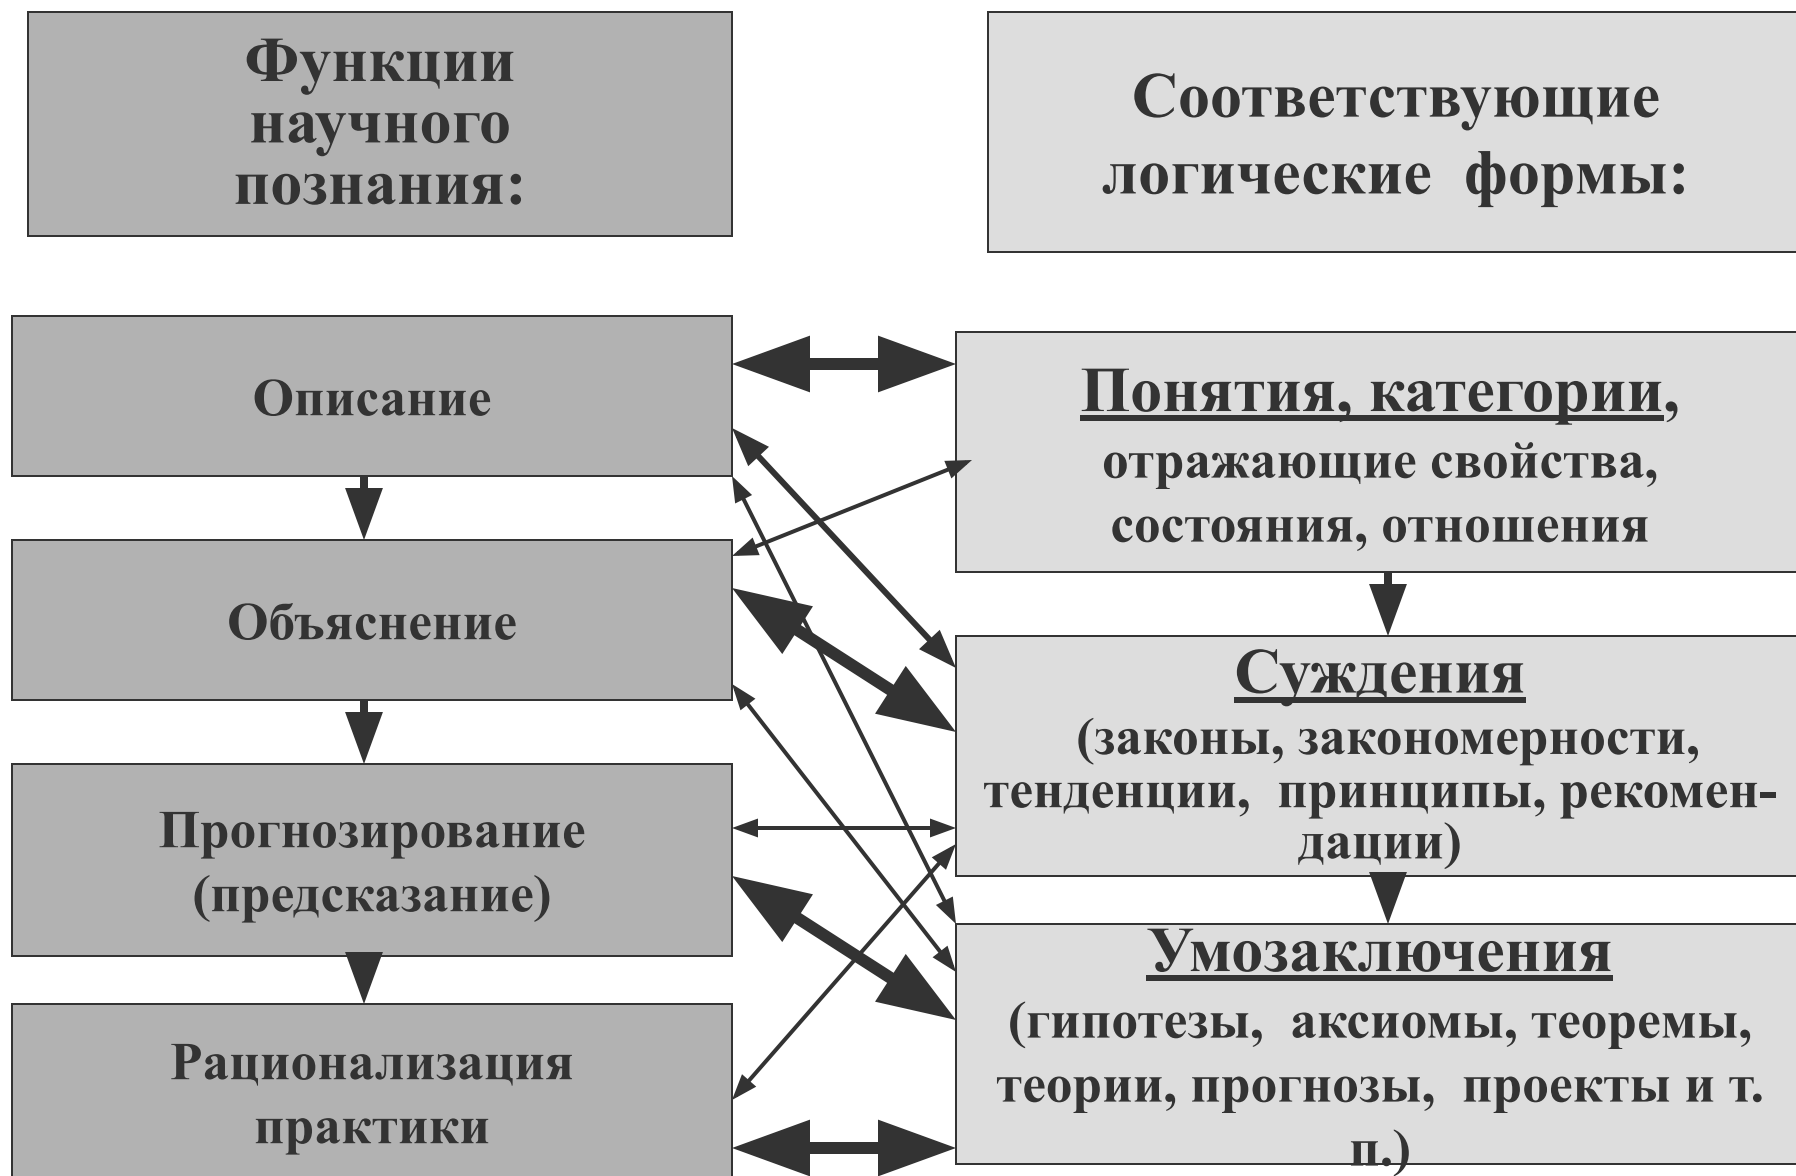 Функции
научного
познания:
Соответствующие
логические формы:
Описание
Понятия, категории,
отражающие свойства,
состояния, отношения
Объяснение
Суждения
(законы, закономерности,
тенденции, принципы, рекомен-
дации)
Прогнозирование
(предсказание)
Умозаключения
(гипотезы, аксиомы, теоремы,
теории, прогнозы, проекты и т.
п.)
Рационализация
практики